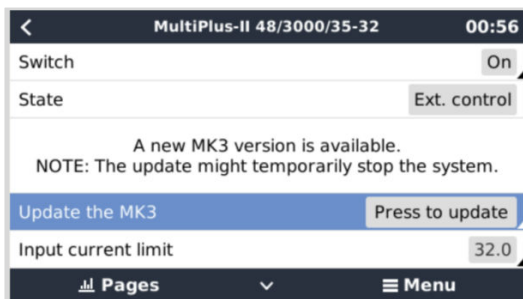 MultiPlus-II 48/3000/35-32 00:56
Switch On
State Ext. control
A new MK3 version is available.
NOTE: The update might temporarily stop the system.
Update the MK3 Press to update
Input current limit 32.0
Pages Menu